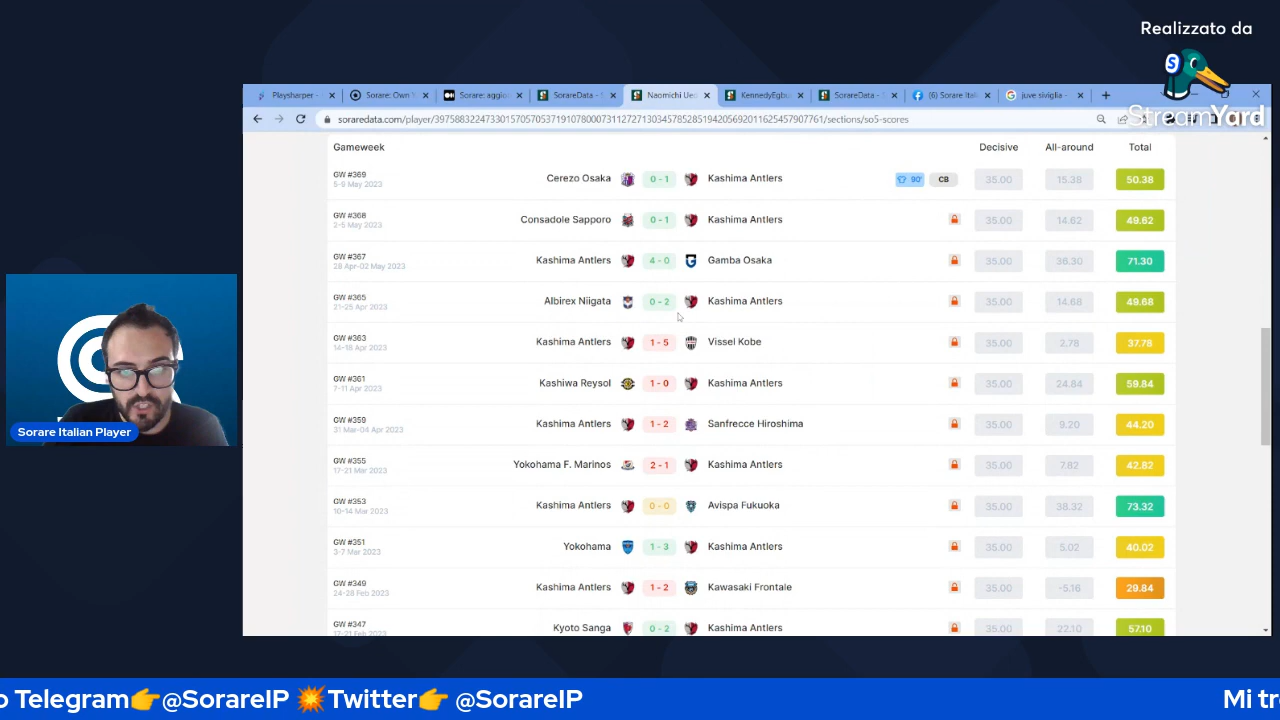 Realizzato da
StreamYard
Playsharper -
Sorare: Own
Sorare: aggio
SorareData -
Naomichi Ued
KennedyEgbu
SorareData -
(6) Sorare Ital
juve siviglia -
Gameweek Decisive All-around Total
GW #369 Cerezo Osaka 0 - 1 Kashima Antlers 90' CB 35.00 15.38 50.38
5-9 May 2023
GW #368 Consadole Sapporo 0 - 1 Kashima Antlers 35.00 14.62 49.62
2-5 May 2023
GW #367 Kashima Antlers 4 - 0 Gamba Osaka 35.00 36.30 71.30
28 Apr-02 May 2023
GW #365 Albirex Niigata 0 - 2 Kashima Antlers 35.00 14.68 49.68
21-25 Apr 2023
GW #363 Kashima Antlers 1 - 5 Vissel Kobe 35.00 2.78 37.78
14-18 Apr 2023
GW #361 Kashiwa Reysol 1 - 0 Kashima Antlers 35.00 24.84 59.84
7-11 Apr 2023
GW #359 Kashima Antlers 1 - 2 Sanfrecce Hiroshima 35.00 9.20 44.20
31 Mar-04 Apr 2023
GW #355 Yokohama F. Marinos 2 - 1 Kashima Antlers 35.00 7.82 42.82
17-21 Mar 2023
GW #353 Kashima Antlers 0 - 0 Avispa Fukuoka 35.00 38.32 73.32
10-14 Mar 2023
GW #351 Yokohama 1 - 3 Kashima Antlers 35.00 5.02 40.02
3-7 Mar 2023
GW #349 Kashima Antlers 1 - 2 Kawasaki Frontale 35.00 -5.16 29.84
24-28 Feb 2023
GW #347 Kyoto Sanga 0 - 2 Kashima Antlers 35.00 22.10 57.10
17-21 Feb 2023
Sorare Italian Player
o Telegram👉@SorareIP 💥Twitter👉 @SorareIP Mi tr